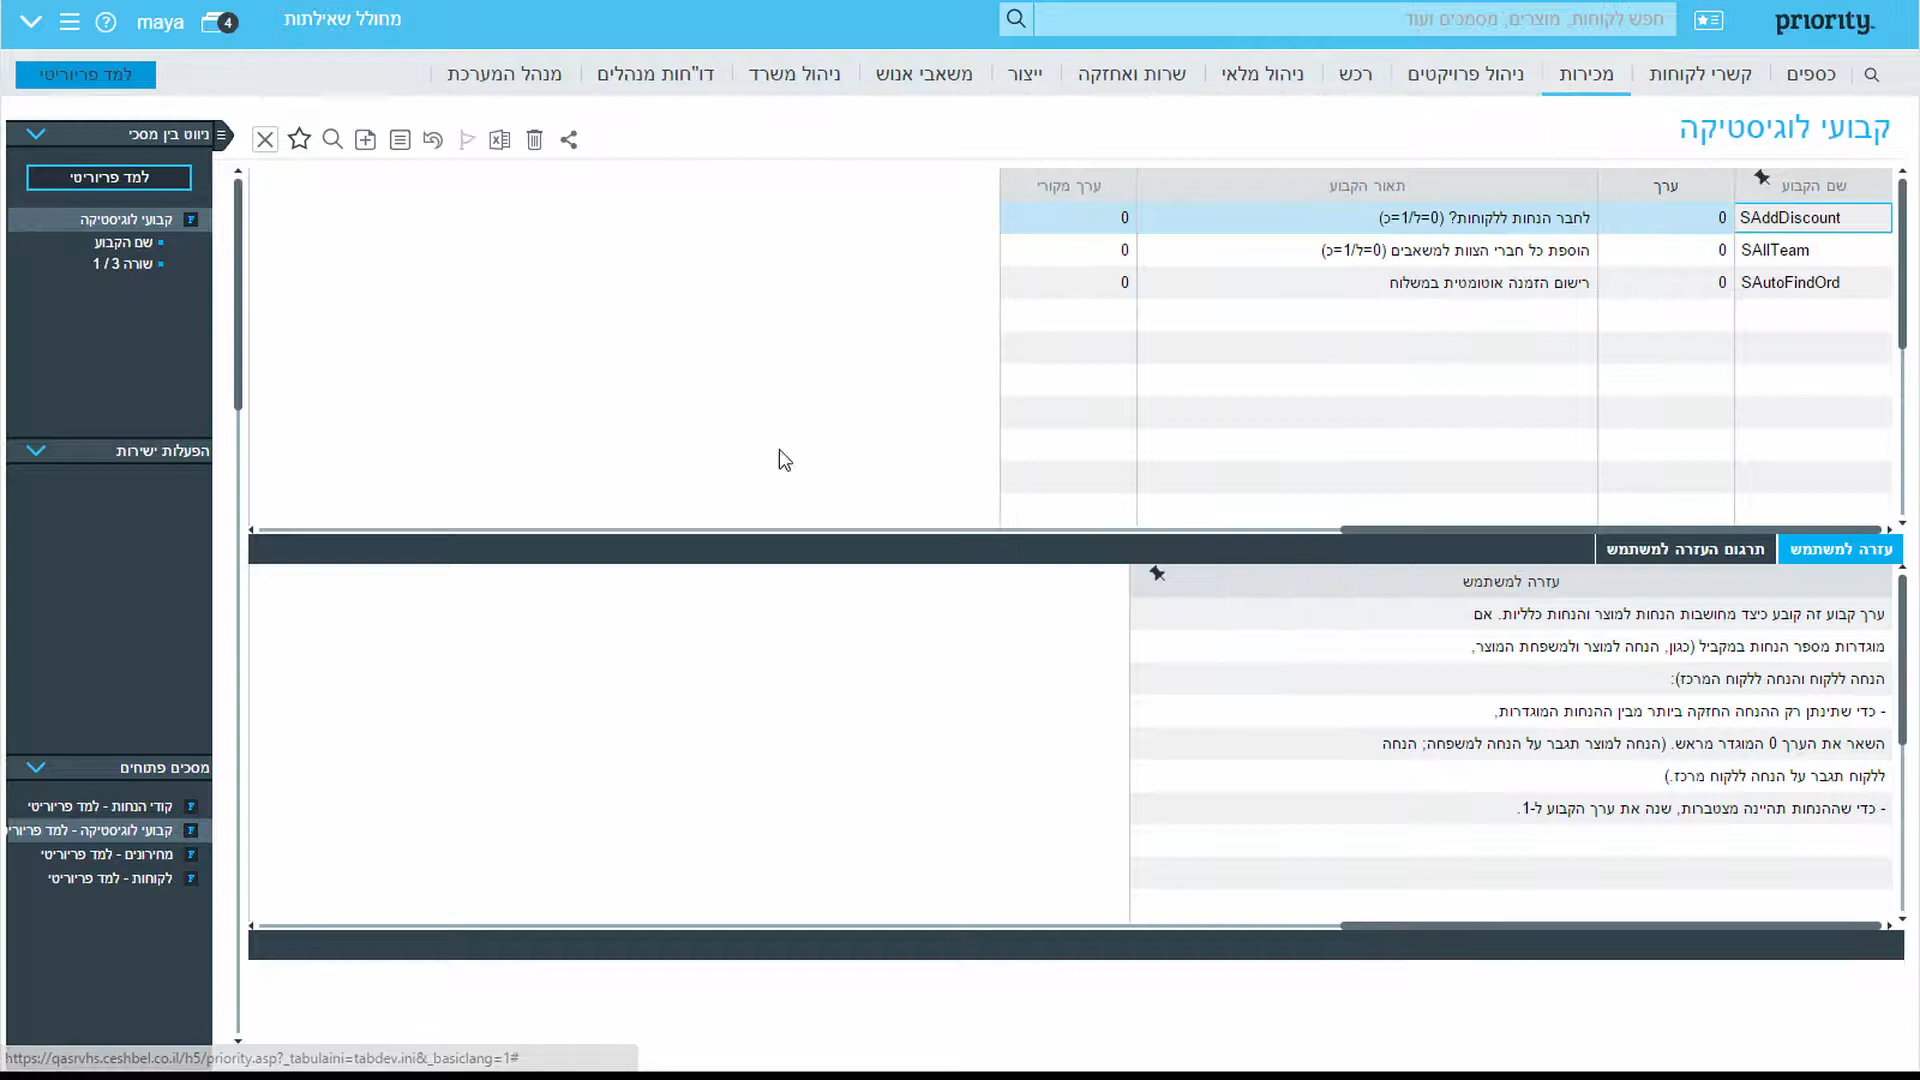 priority.
חפש לקוחות, מוצרים, מסמכים ועוד
מחולל שאילתות
4
maya
כספים
קשרי לקוחות
מכירות
ניהול פרויקטים
רכש
ניהול מלאי
שרות ואחזקה
ייצור
משאבי אנוש
ניהול משרד
דו"חות מנהלים
מנהל המערכת
למד פריוריטי
קבועי לוגיסטיקה
ניווט בין מסכי
למד פריוריטי
קבועי לוגיסטיקה
שם הקבוע
שורה 3 / 1
הפעלות ישירות
מסכים פתוחים
קודי הנחות - למד פריוריטי
קבועי לוגיסטיקה - למד פריורי
מחירונים - למד פריוריטי
לקוחות - למד פריוריטי
שם הקבוע ערך תאור הקבוע ערך מקורי
SAddDiscount 0 לחבר הנחות ללקוחות? (0=ל/1=כ) 0
SAllTeam 0 הוספת כל חברי הצוות למשאבים (0=ל/1=כ) 0
SAutoFindOrd 0 רישום הזמנה אוטומטית במשלוח 0
עזרה למשתמש
תרגום העזרה למשתמש
עזרה למשתמש
ערך קבוע זה קובע כיצד מחושבות הנחות למוצר והנחות כלליות. אם
מוגדרות מספר הנחות במקביל (כגון, הנחה למוצר ולמשפחת המוצר,
הנחה ללקוח והנחה ללקוח המרכז):
- כדי שתינתן רק ההנחה החזקה ביותר מבין ההנחות המוגדרות,
השאר את הערך 0 המוגדר מראש. (הנחה למוצר תגבר על הנחה למשפחה; הנחה
ללקוח תגבר על הנחה ללקוח מרכז.)
- כדי שההנחות תהיינה מצטברות, שנה את ערך הקבוע ל-1.
https://qasrvhs.ceshbel.co.il/h5/priority.asp?_tabulaini=tabdev.ini&_basiclang=1#